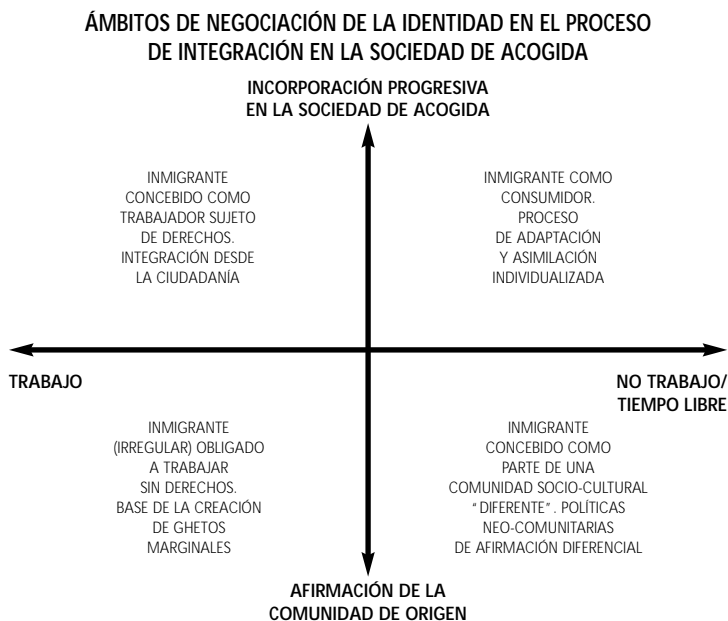 ÁMBITOS DE NEGOCIACIÓN DE LA IDENTIDAD EN EL PROCESO
DE INTEGRACIÓN EN LA SOCIEDAD DE ACOGIDA
INCORPORACIÓN PROGRESIVA
EN LA SOCIEDAD DE ACOGIDA
INMIGRANTE
CONCEBIDO COMO
TRABAJADOR SUJETO
DE DERECHOS.
INTEGRACIÓN DESDE
LA CIUDADANÍA
INMIGRANTE COMO
CONSUMIDOR.
PROCESO
DE ADAPTACIÓN
Y ASIMILACIÓN
INDIVIDUALIZADA
TRABAJO
NO TRABAJO/
TIEMPO LIBRE
INMIGRANTE
(IRREGULAR) OBLIGADO
A TRABAJAR
SIN DERECHOS.
BASE DE LA CREACIÓN
DE GHETOS
MARGINALES
INMIGRANTE
CONCEBIDO COMO
PARTE DE UNA
COMUNIDAD SOCIO-CULTURAL
"DIFERENTE". POLÍTICAS
NEO-COMUNITARIAS
DE AFIRMACIÓN DIFERENCIAL
AFIRMACIÓN DE LA
COMUNIDAD DE ORIGEN